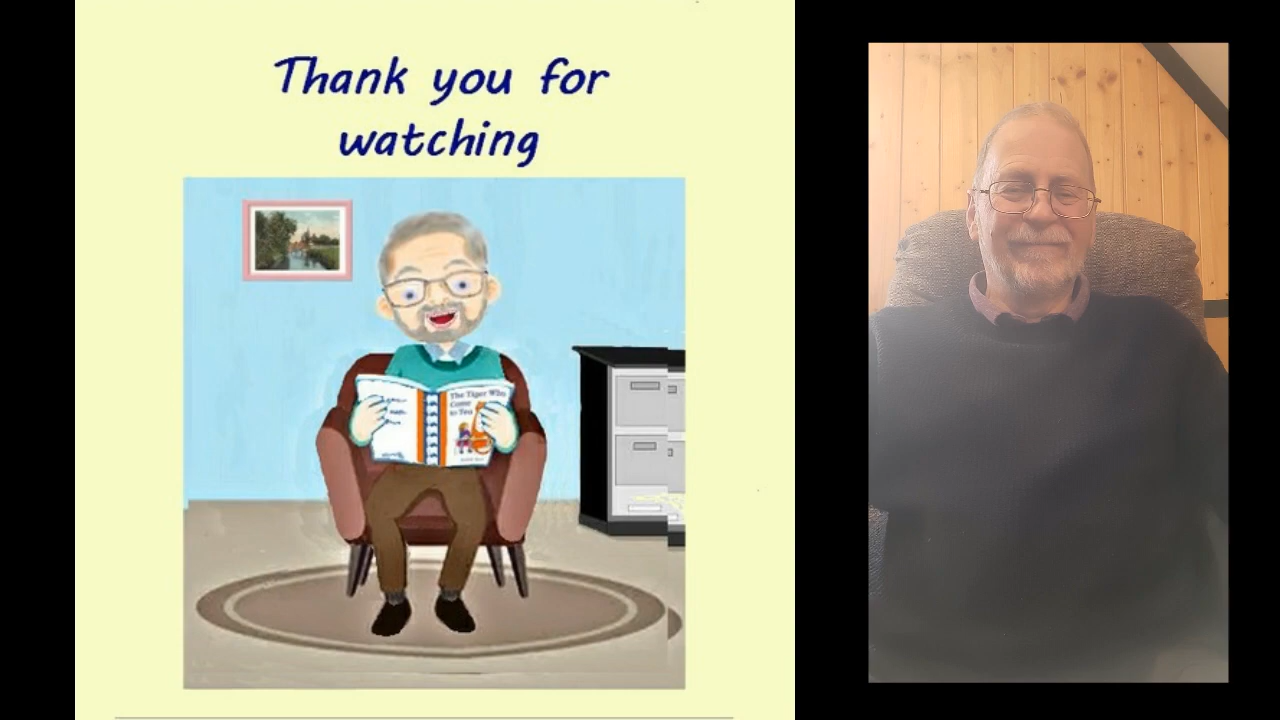 Thank you for
watching
The Tiger Who
Came
to Tea